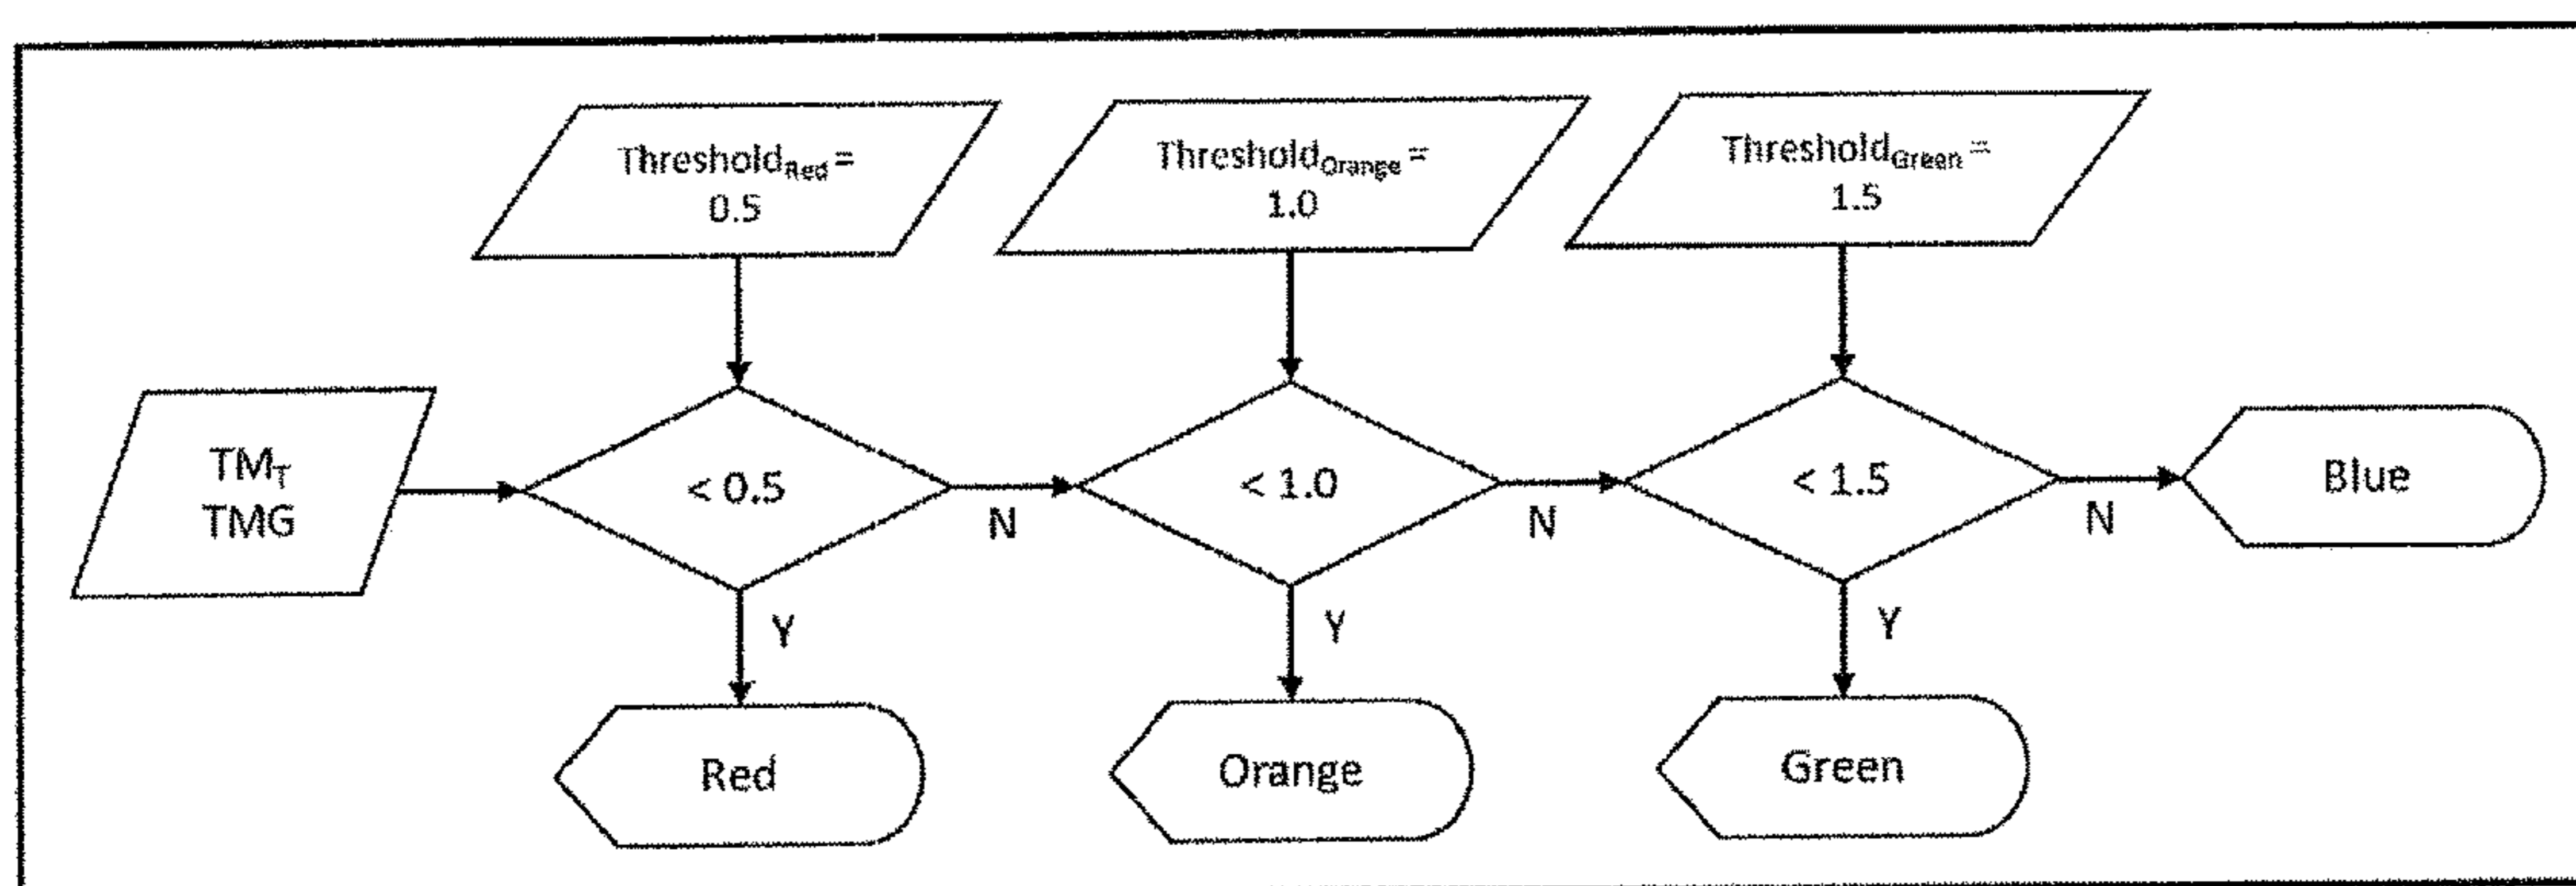 Threshold_Red =
0.5
Threshold_Orange =
1.0
Threshold_Green =
1.5
TM_T
TMG
< 0.5
N
< 1.0
N
< 1.5
N
Blue
Y
Y
Y
Red
Orange
Green